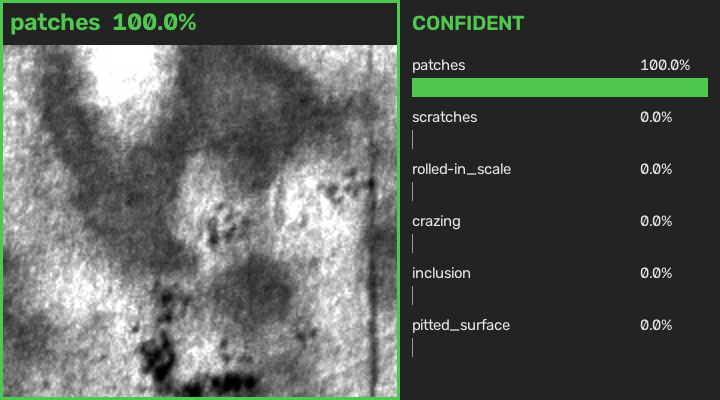 patches 100.0%
CONFIDENT
patches 100.0%
scratches 0.0%
rolled-in_scale 0.0%
crazing 0.0%
inclusion 0.0%
pitted_surface 0.0%